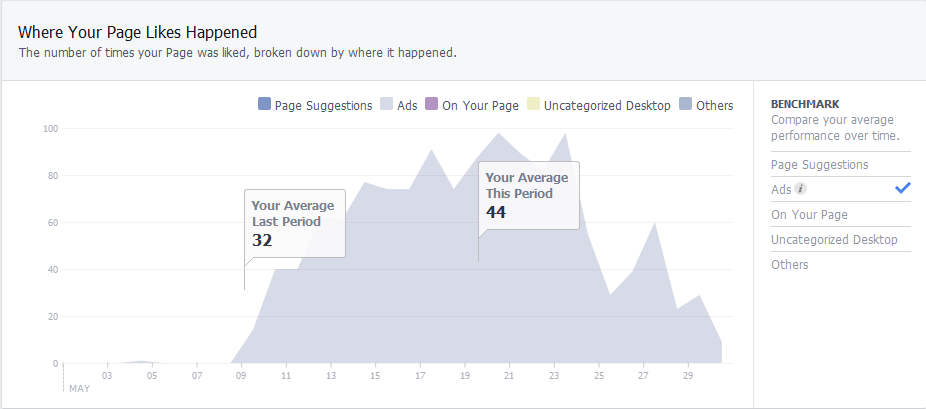 Where Your Page Likes Happened
The number of times your Page was liked, broken down by where it happened.
Page Suggestions
Ads
On Your Page
Uncategorized Desktop
Others
100
80
60
40
20
0
Your Average
Last Period
32
Your Average
This Period
44
03
05
07
09
11
13
15
17
19
21
23
25
27
29
MAY
BENCHMARK
Compare your average
performance over time.
Page Suggestions
Ads i
On Your Page
Uncategorized Desktop
Others